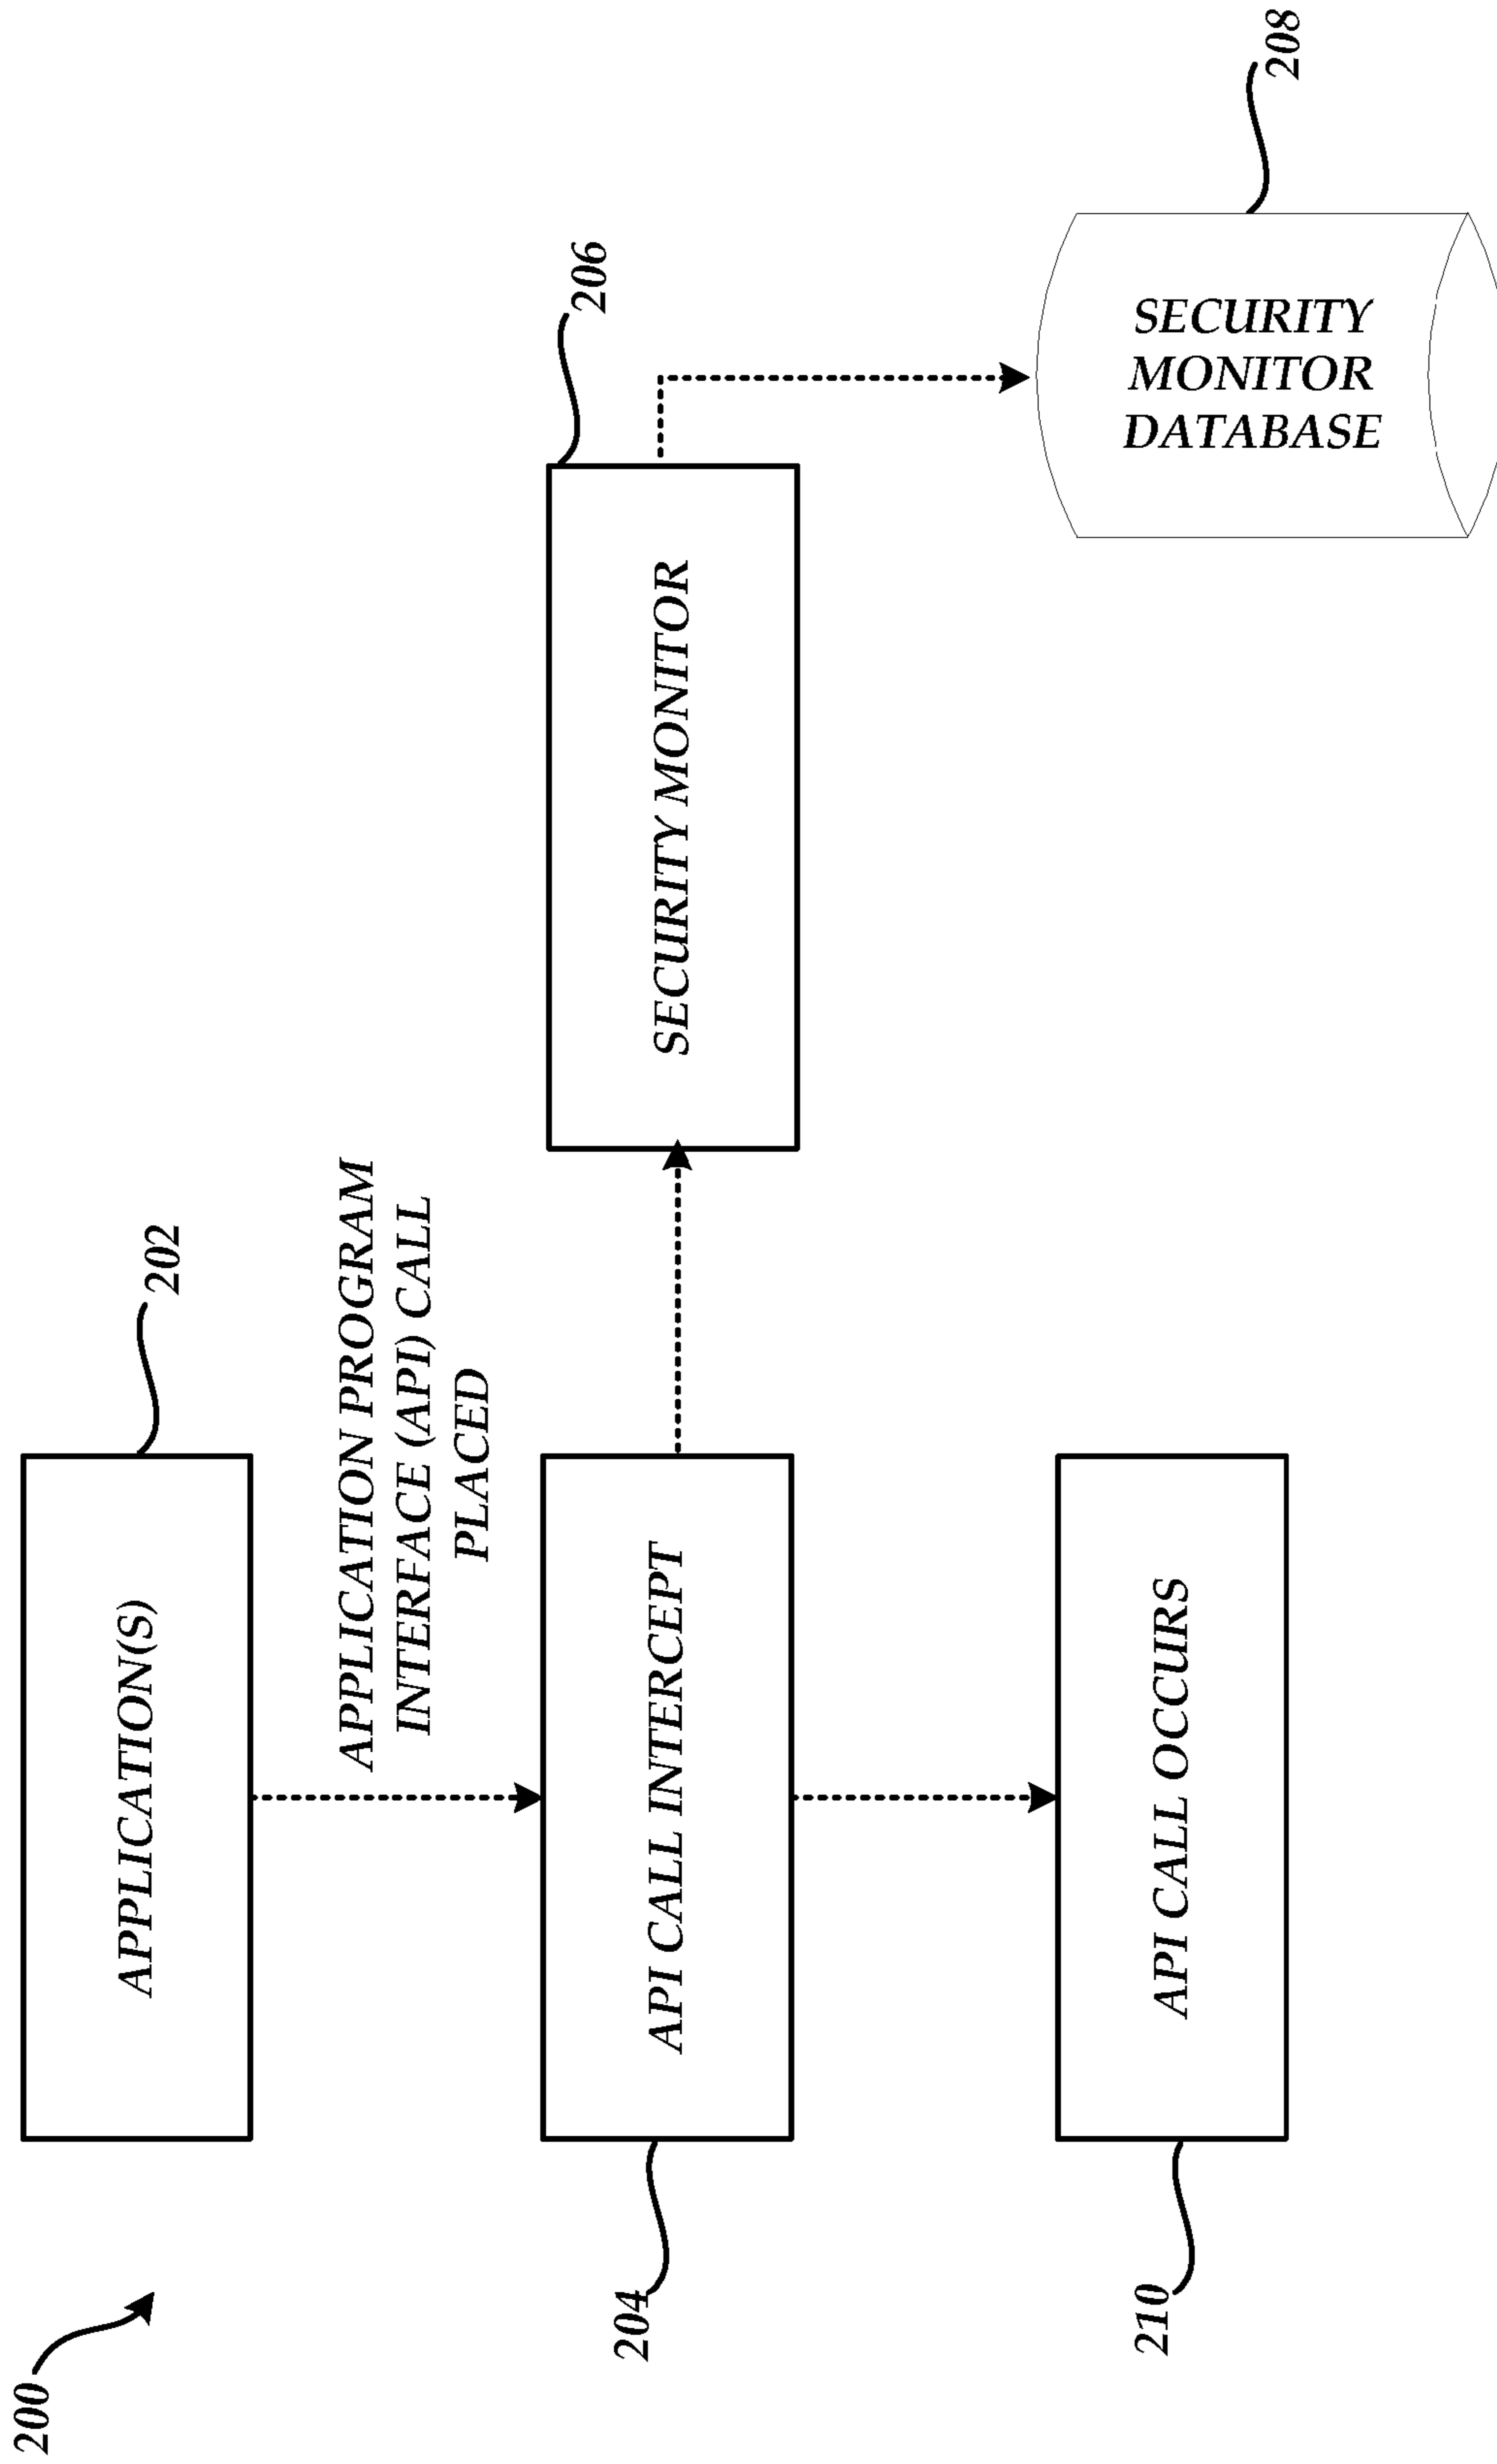 200
202
APPLICATION(S)
APPLICATION PROGRAM
INTERFACE (API) CALL
PLACED
204
API CALL INTERCEPT
206
SECURITY MONITOR
210
API CALL OCCURS
208
SECURITY
MONITOR
DATABASE